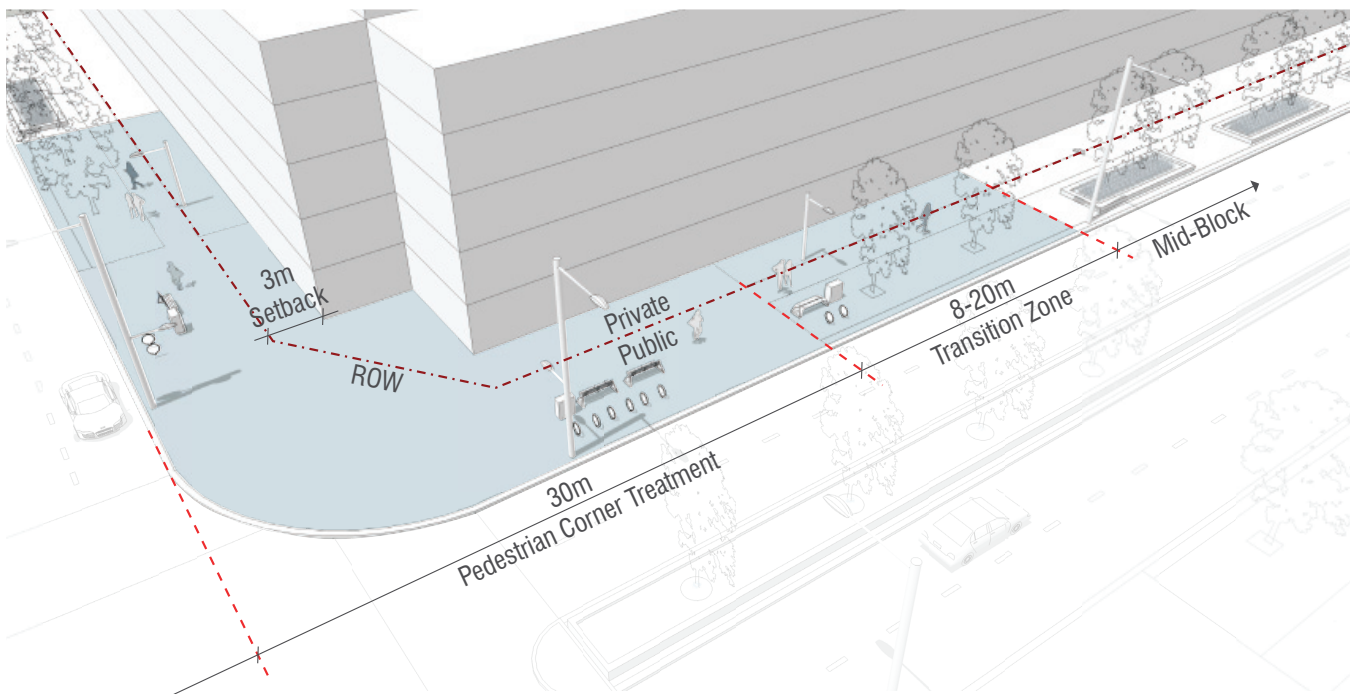 3m
Setback
ROW
Private
Public
30m
Pedestrian Corner Treatment
8-20m
Transition Zone
Mid-Block